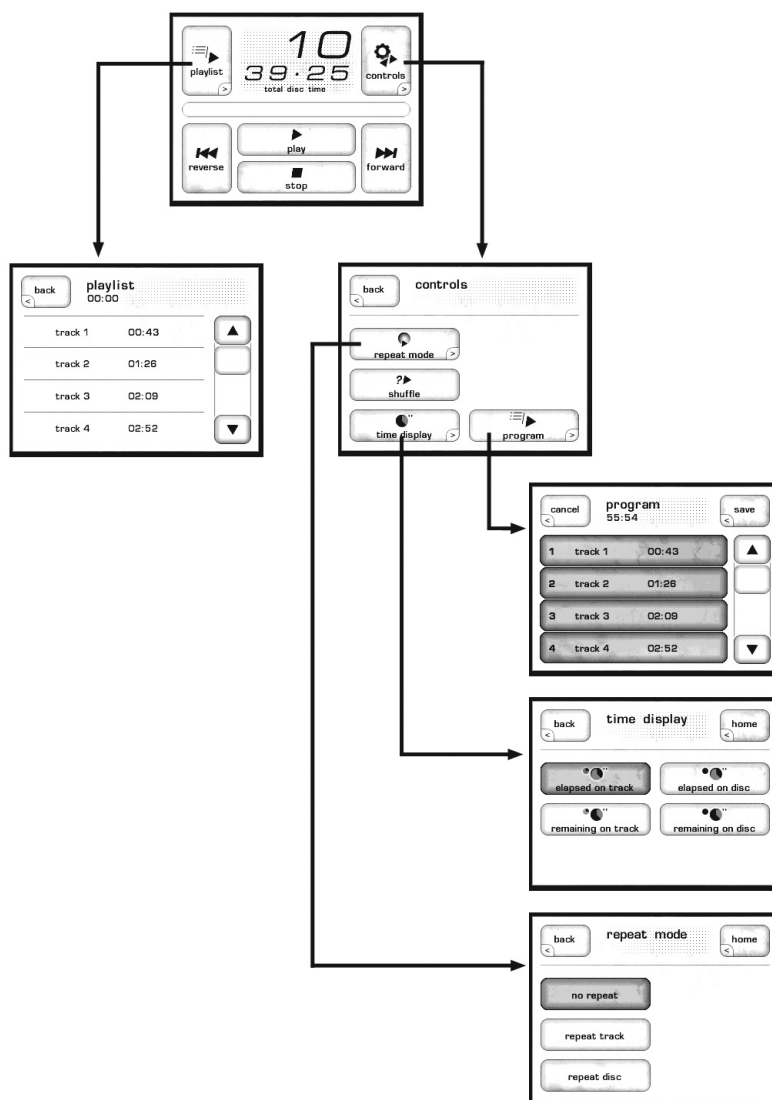 10
playlist
39·25
controls
total disc time
>
>
play
reverse
forward
stop
back
<
playlist
00:00
track 1 00:43
track 2 01:26
track 3 02:09
track 4 02:52
back
<
controls
repeat mode >
?
shuffle
time display >
program >
cancel
<
program
55:54
save
<
1 track 1 00:43
2 track 2 01:26
3 track 3 02:09
4 track 4 02:52
back
<
time display
home
<
elapsed on track
elapsed on disc
remaining on track
remaining on disc
back
<
repeat mode
home
<
no repeat
repeat track
repeat disc